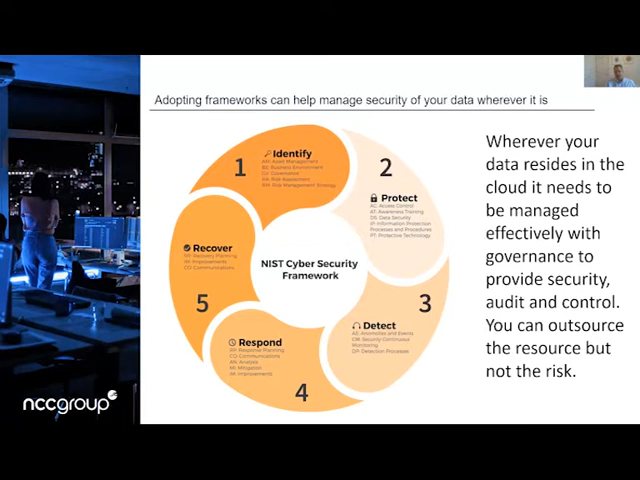 Adopting frameworks can help manage security of your data wherever it is
1
Identify
AM: Asset Management
BE: Business Environment
GV: Governance
RA: Risk Assessment
RM: Risk Management Strategy
2
Protect
AC: Access Control
AT: Awareness Training
DS: Data Security
IP: Information Protection
Processes and Procedures
PT: Protective Technology
3
Detect
AE: Anomalies and Events
CM: Security Continuous
Monitoring
DP: Detection Processes
4
Respond
RP: Response Planning
CO: Communications
AN: Analysis
MI: Mitigation
IM: Improvements
5
Recover
RP: Recovery Planning
IM: Improvements
CO: Communications
NIST Cyber Security
Framework
Wherever your
data resides in the
cloud it needs to
be managed
effectively with
governance to
provide security,
audit and control.
You can outsource
the resource but
not the risk.
nccgroup